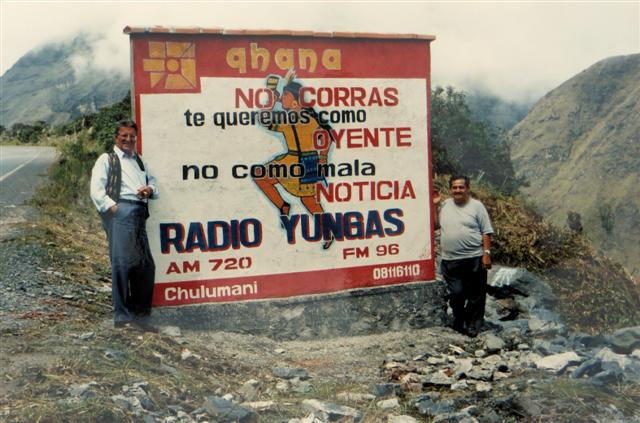 qhana
NO CORRAS
te queremos como
OYENTE
no como mala
NOTICIA
RADIO YUNGAS
AM 720
FM 96
Chulumani
08116110